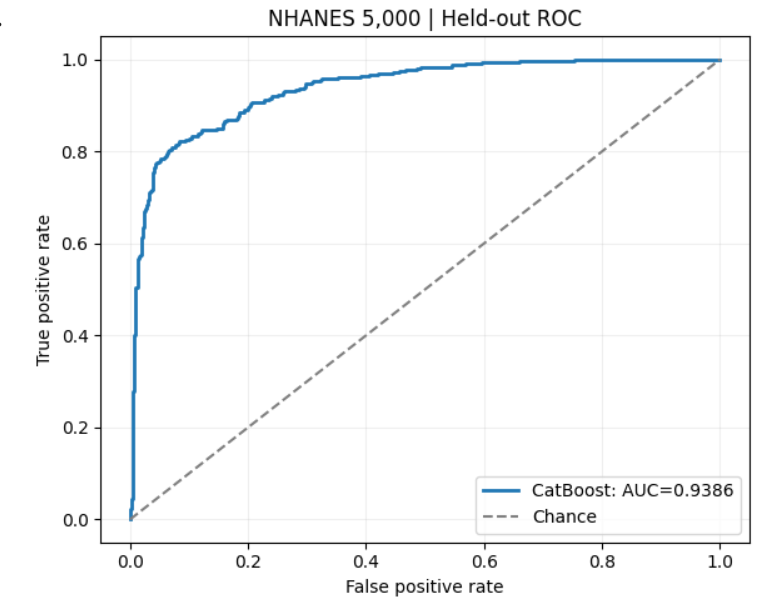 NHANES 5,000 | Held-out ROC
1.0
0.8
0.6
0.4
0.2
0.0
True positive rate
0.0 0.2 0.4 0.6 0.8 1.0
False positive rate
CatBoost: AUC=0.9386
Chance